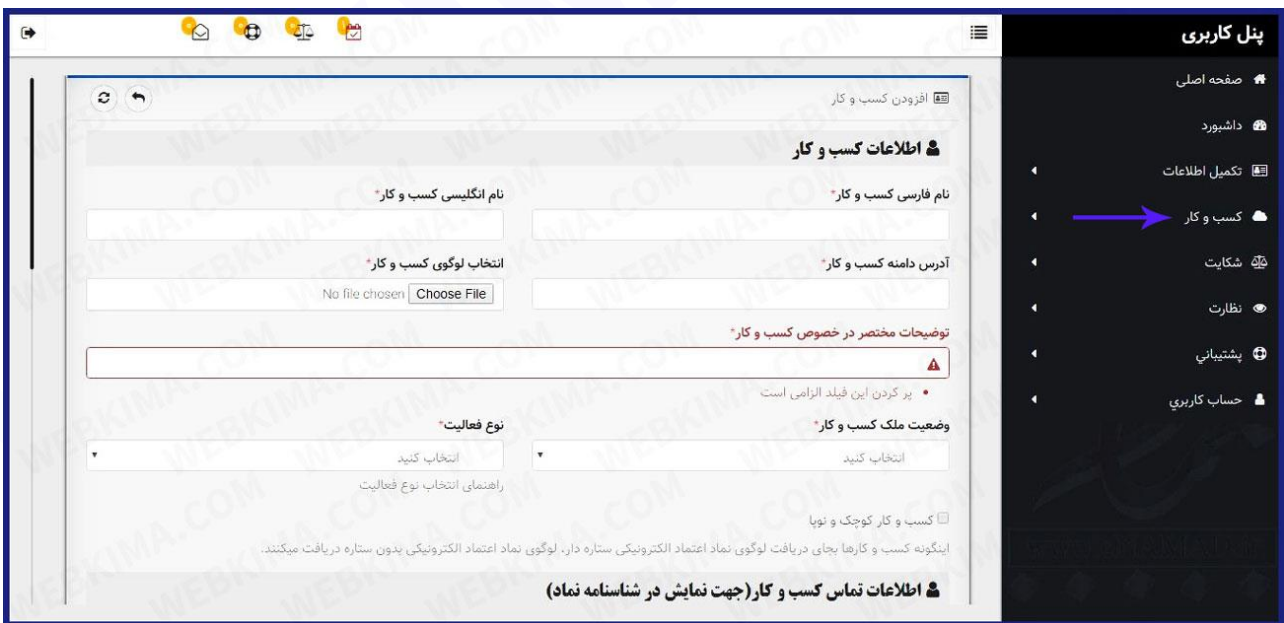 پنل کاربری
صفحه اصلی
داشبورد
تکمیل اطلاعات
کسب و کار
شکایت
نظارت
پشتیباني
حساب کاربري
افزودن کسب و کار
اطلاعات کسب و کار
نام فارسی کسب و کار*
نام انگلیسی کسب و کار*
آدرس دامنه کسب و کار*
انتخاب لوگوی کسب و کار*
Choose File No file chosen
توضیحات مختصر در خصوص کسب و کار*
پر کردن این فیلد الزامی است
وضعیت ملک کسب و کار*
نوع فعالیت*
انتخاب کنید
انتخاب کنید
راهنمای انتخاب نوع فعالیت
کسب و کار کوچک و نوپا
اینگونه کسب و کارها بجای دریافت لوگوی نماد اعتماد الکترونیکی ستاره دار، لوگوی نماد اعتماد الکترونیکی بدون ستاره دریافت میکنند.
اطلاعات تماس کسب و کار(جهت نمایش در شناسنامه نماد)
WEBKIMA.COM